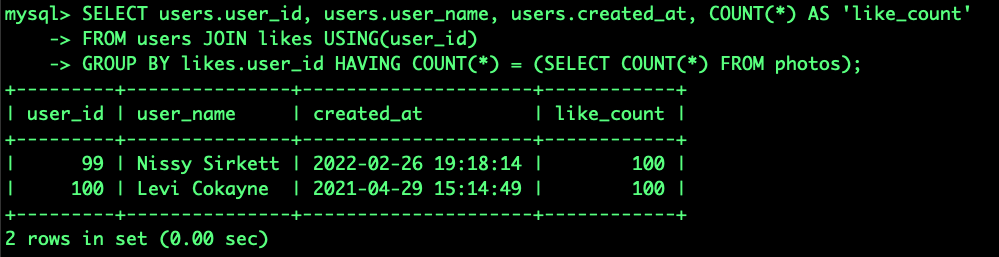 mysql> SELECT users.user_id, users.user_name, users.created_at, COUNT(*) AS 'like_count'
    -> FROM users JOIN likes USING(user_id)
    -> GROUP BY likes.user_id HAVING COUNT(*) = (SELECT COUNT(*) FROM photos);
+---------+---------------+---------------------+------------+
| user_id | user_name     | created_at          | like_count |
+---------+---------------+---------------------+------------+
|      99 | Nissy Sirkett | 2022-02-26 19:18:14 |        100 |
|     100 | Levi Cokayne  | 2021-04-29 15:14:49 |        100 |
+---------+---------------+---------------------+------------+
2 rows in set (0.00 sec)